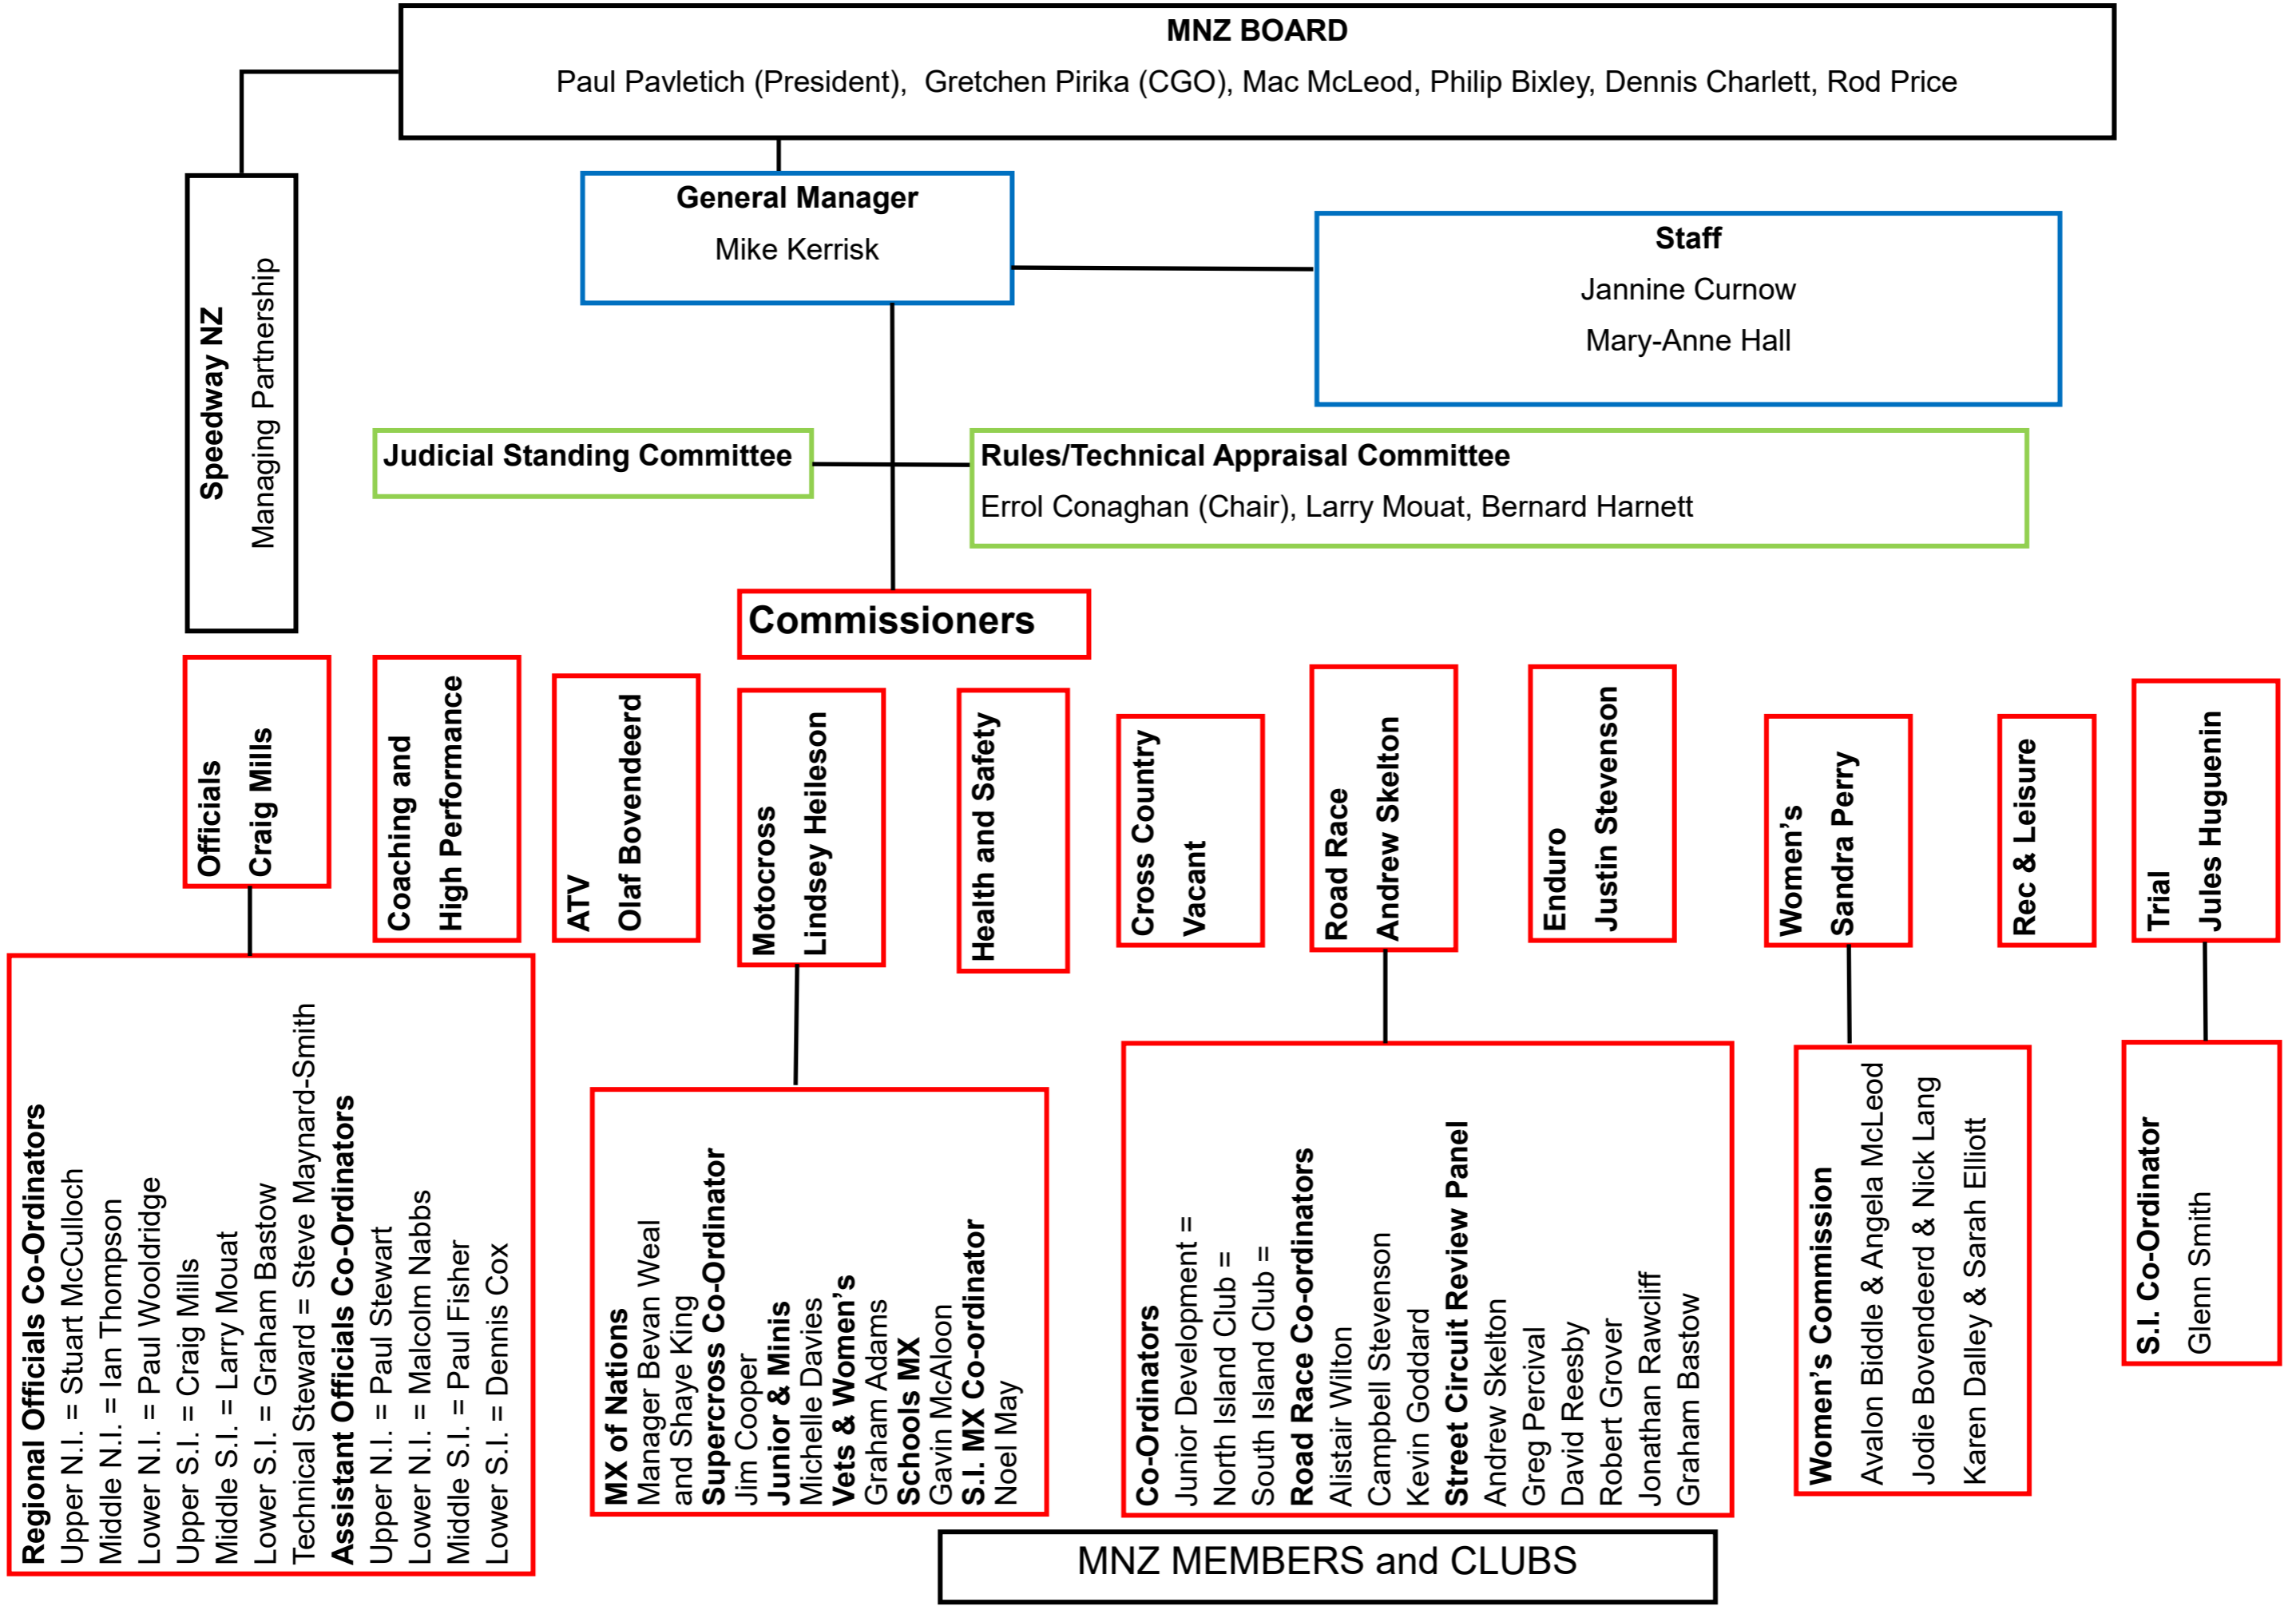 MNZ BOARD
Paul Pavletich (President),  Gretchen Pirika (CGO), Mac McLeod, Philip Bixley, Dennis Charlett, Rod Price
General Manager
Mike Kerrisk
Staff
Jannine Curnow
Mary-Anne Hall
Speedway NZ
Managing Partnership
Judicial Standing Committee
Rules/Technical Appraisal Committee
Errol Conaghan (Chair), Larry Mouat, Bernard Harnett
Commissioners
Officials
Craig Mills
Coaching and
High Performance
ATV
Olaf Bovendeerd
Motocross
Lindsey Heileson
Health and Safety
Cross Country
Vacant
Road Race
Andrew Skelton
Enduro
Justin Stevenson
Women's
Sandra Perry
Rec & Leisure
Trial
Jules Huguenin
Regional Officials Co-Ordinators
Upper N.I. = Stuart McCulloch
Middle N.I. = Ian Thompson
Lower N.I. = Paul Wooldridge
Upper S.I. = Craig Mills
Middle S.I. = Larry Mouat
Lower S.I. = Graham Bastow
Technical Steward = Steve Maynard-Smith
Assistant Officials Co-Ordinators
Upper N.I. = Paul Stewart
Lower N.I. = Malcolm Nabbs
Middle S.I. = Paul Fisher
Lower S.I. = Dennis Cox
MX of Nations
Manager Bevan Weal
and Shaye King
Supercross Co-Ordinator
Jim Cooper
Junior & Minis
Michelle Davies
Vets & Women's
Graham Adams
Schools MX
Gavin McAloon
S.I. MX Co-ordinator
Noel May
Co-Ordinators
Junior Development =
North Island Club =
South Island Club =
Road Race Co-ordinators
Alistair Wilton
Campbell Stevenson
Kevin Goddard
Street Circuit Review Panel
Andrew Skelton
Greg Percival
David Reesby
Robert Grover
Jonathan Rawcliff
Graham Bastow
Women's Commission
Avalon Biddle & Angela McLeod
Jodie Bovendeerd & Nick Lang
Karen Dalley & Sarah Elliott
S.I. Co-Ordinator
Glenn Smith
MNZ MEMBERS and CLUBS